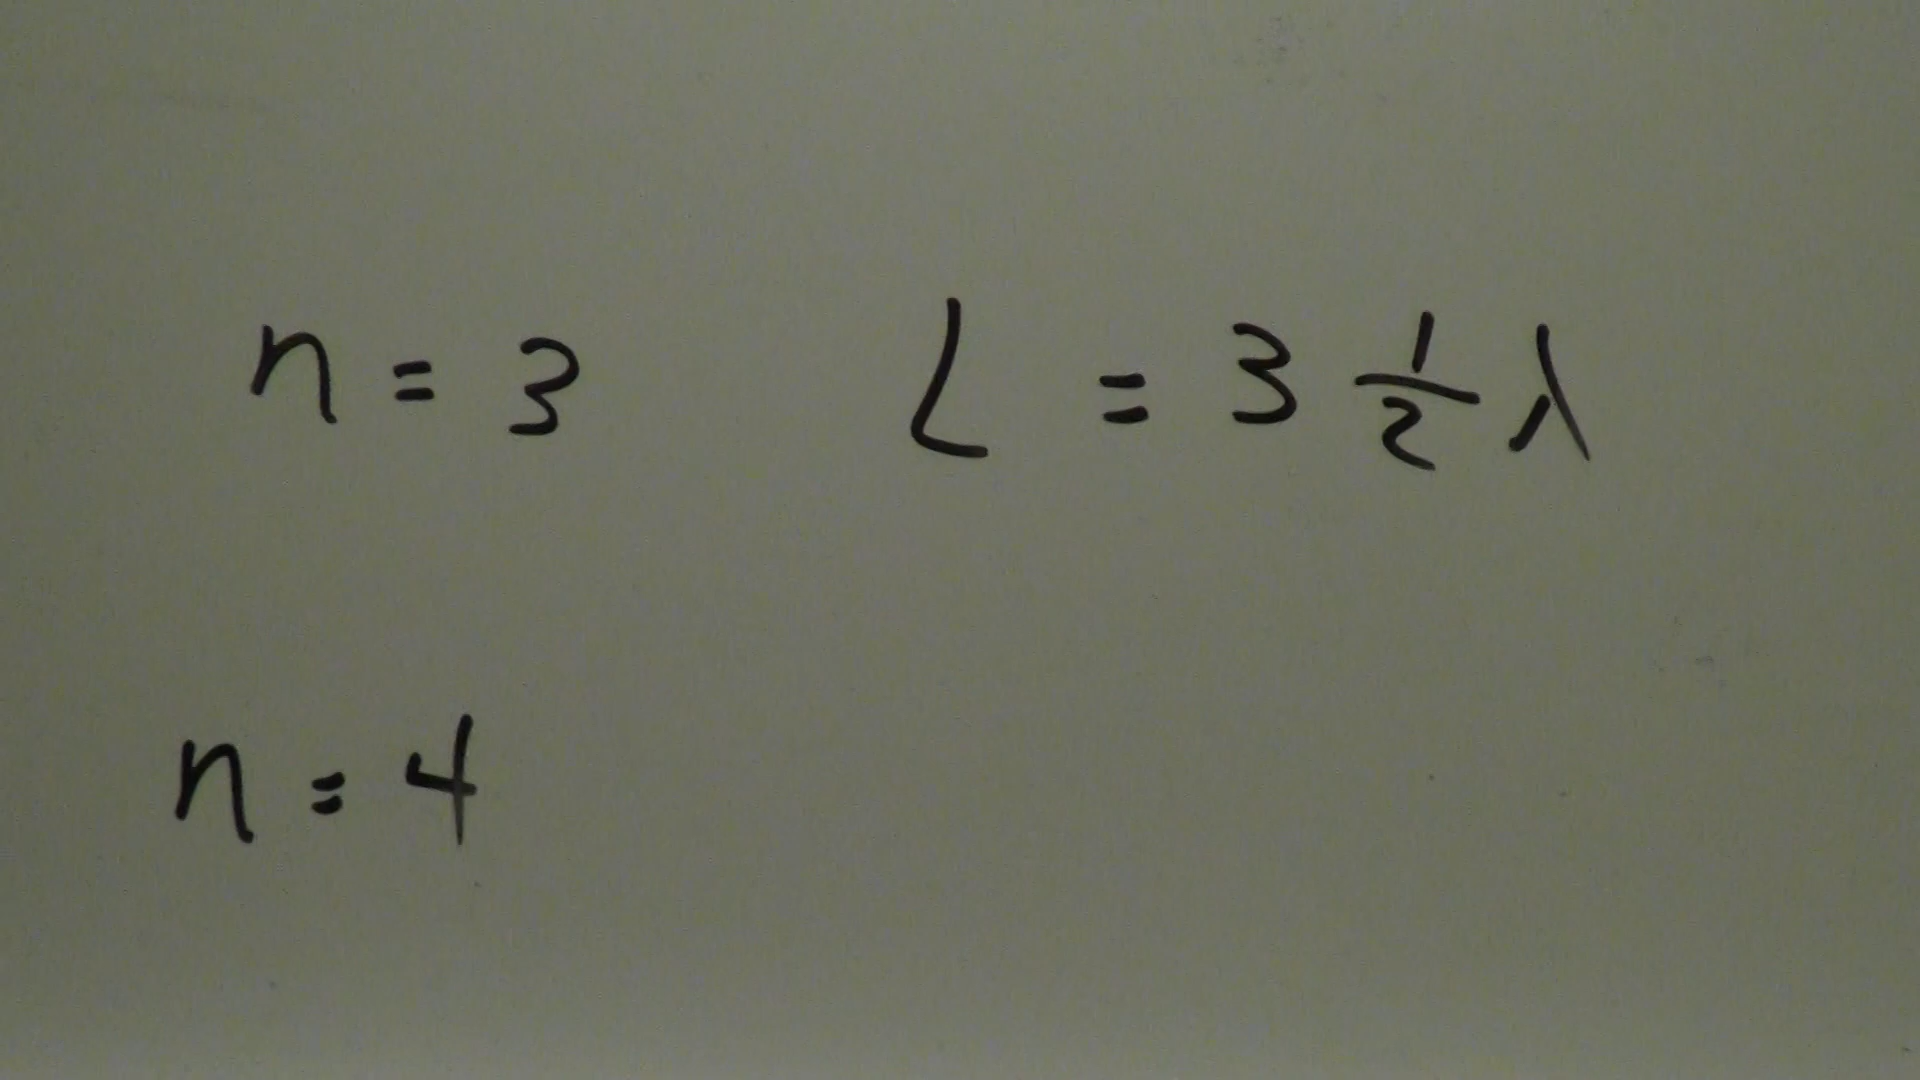 n = 3 L = 3 1/2 λ
n = 4